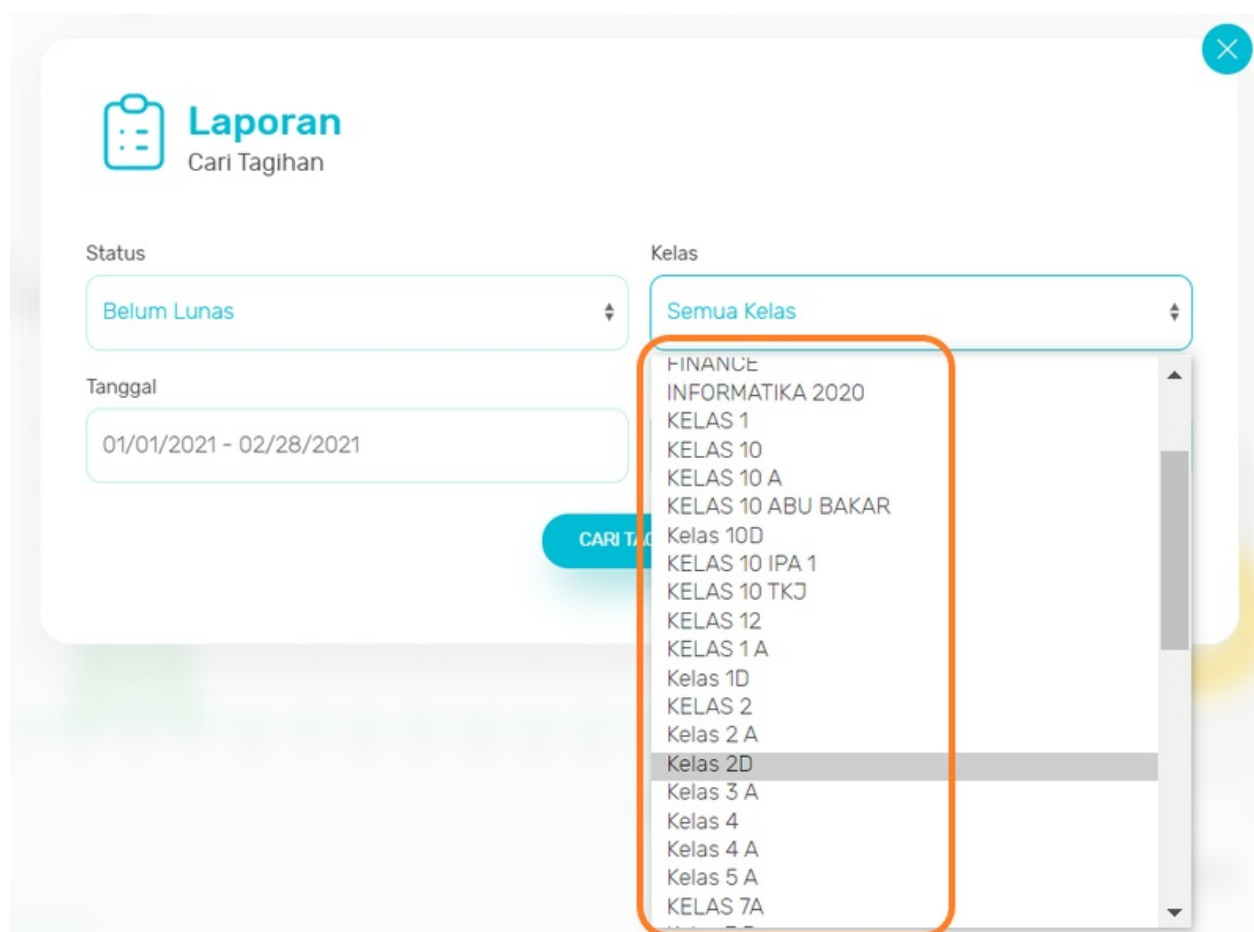 Laporan
Cari Tagihan
Status
Belum Lunas
Kelas
Semua Kelas
Tanggal
01/01/2021 - 02/28/2021
CARI
FINANCE
INFORMATIKA 2020
KELAS 1
KELAS 10
KELAS 10 A
KELAS 10 ABU BAKAR
Kelas 10D
KELAS 10 IPA 1
KELAS 10 TKJ
KELAS 12
KELAS 1 A
Kelas 1D
KELAS 2
Kelas 2 A
Kelas 2D
Kelas 3 A
Kelas 4
Kelas 4 A
Kelas 5 A
KELAS 7A